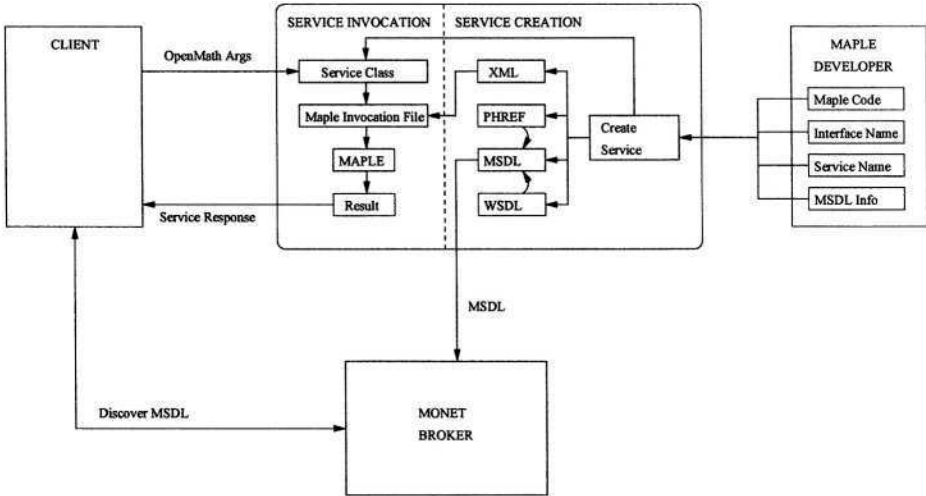 SERVICE INVOCATION
SERVICE CREATION
CLIENT
MAPLE
DEVELOPER
OpenMath Args
Service Class
XML
Maple Code
Maple Invocation File
PHREF
Create
Service
Interface Name
MAPLE
MSDL
Service Name
Result
WSDL
MSDL Info
Service Response
MSDL
Discover MSDL
MONET
BROKER